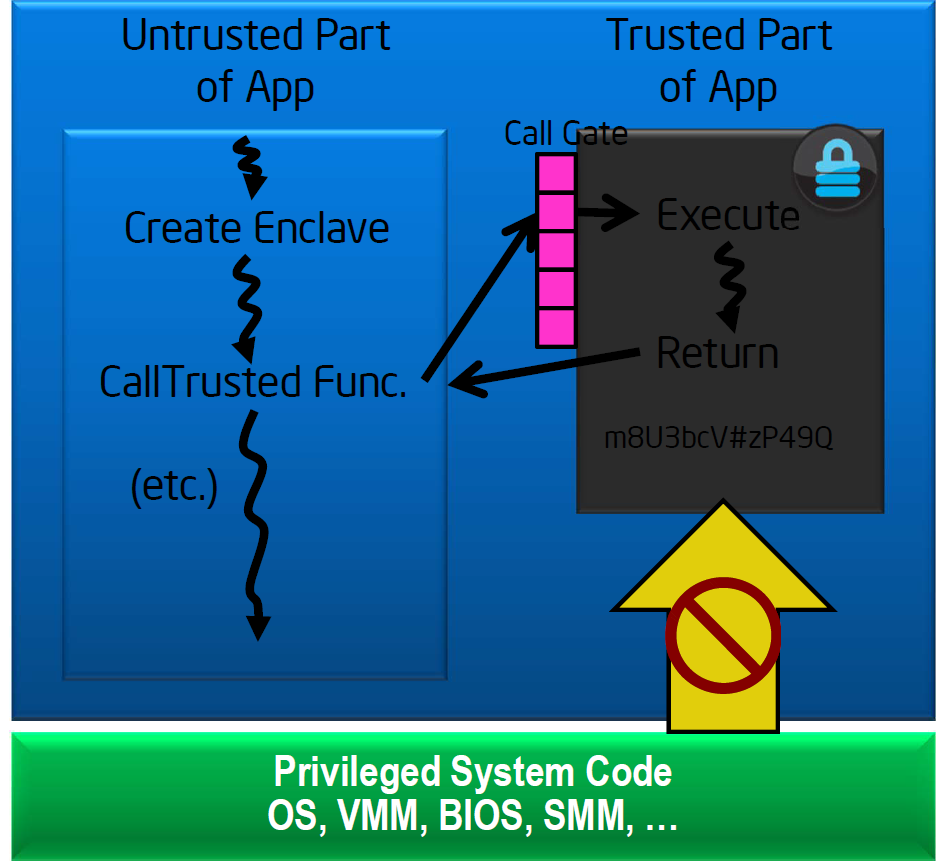 Untrusted Part
of App
Trusted Part
of App
Call Gate
Create Enclave
Execute
CallTrusted Func.
Return
m8U3bcV#zP49Q
(etc.)
Privileged System Code
OS, VMM, BIOS, SMM, …